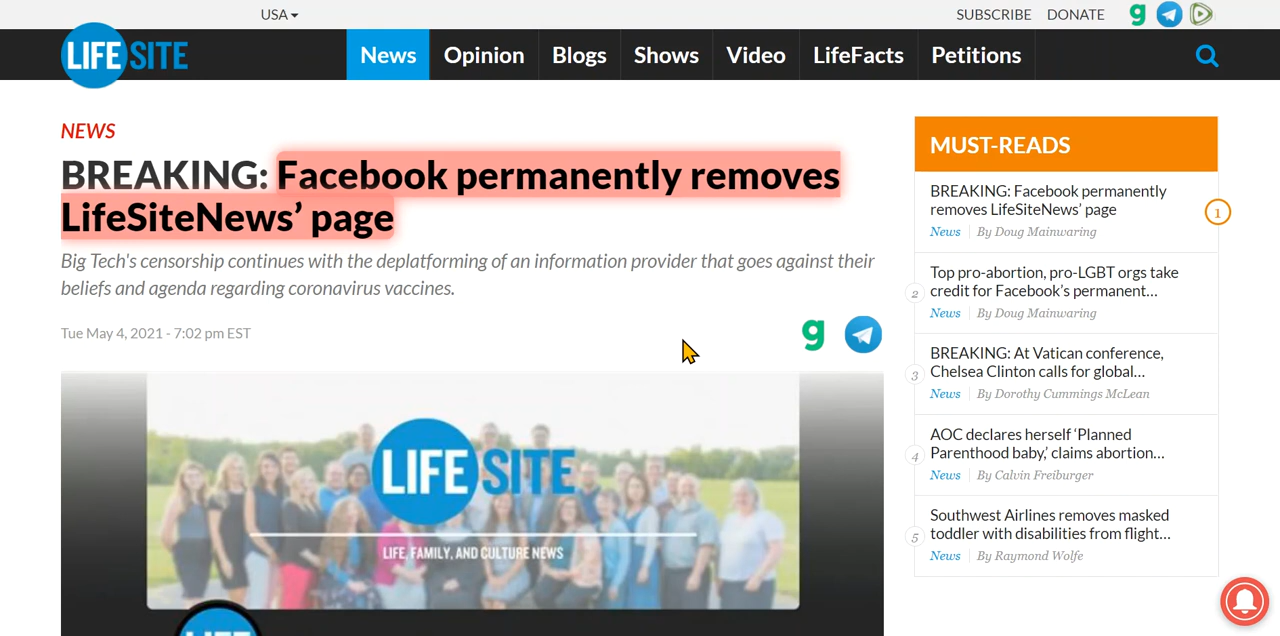 USA
SUBSCRIBE DONATE g
LIFE SITE
News Opinion Blogs Shows Video LifeFacts Petitions
NEWS
BREAKING: Facebook permanently removes
LifeSiteNews’ page
Big Tech's censorship continues with the deplatforming of an information provider that goes against their
beliefs and agenda regarding coronavirus vaccines.
Tue May 4, 2021 - 7:02 pm EST
g
LIFE SITE
LIFE, FAMILY, AND CULTURE NEWS
LIFE
MUST-READS
BREAKING: Facebook permanently
removes LifeSiteNews’ page
1
News By Doug Mainwaring
Top pro-abortion, pro-LGBT orgs take
2
credit for Facebook’s permanent...
News By Doug Mainwaring
BREAKING: At Vatican conference,
3
Chelsea Clinton calls for global...
News By Dorothy Cummings McLean
AOC declares herself ‘Planned
4
Parenthood baby,’ claims abortion...
News By Calvin Freiburger
Southwest Airlines removes masked
5
toddler with disabilities from flight...
News By Raymond Wolfe